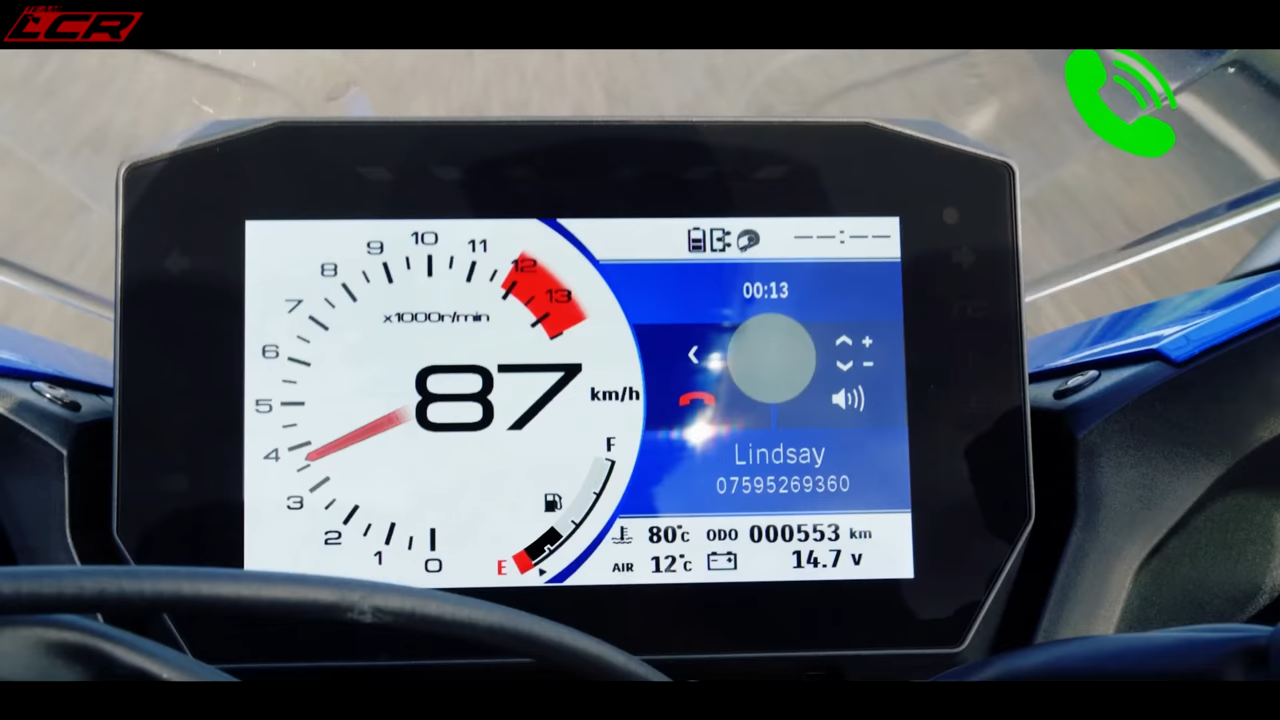 LCR
0
1
2
3
4
5
6
7
8
9
10
11
12
13
x1000r/min
87 km/h
F
E
--:--
00:13
Lindsay
07595269360
80°c ODO 000553 km
AIR 12°c 14.7 v